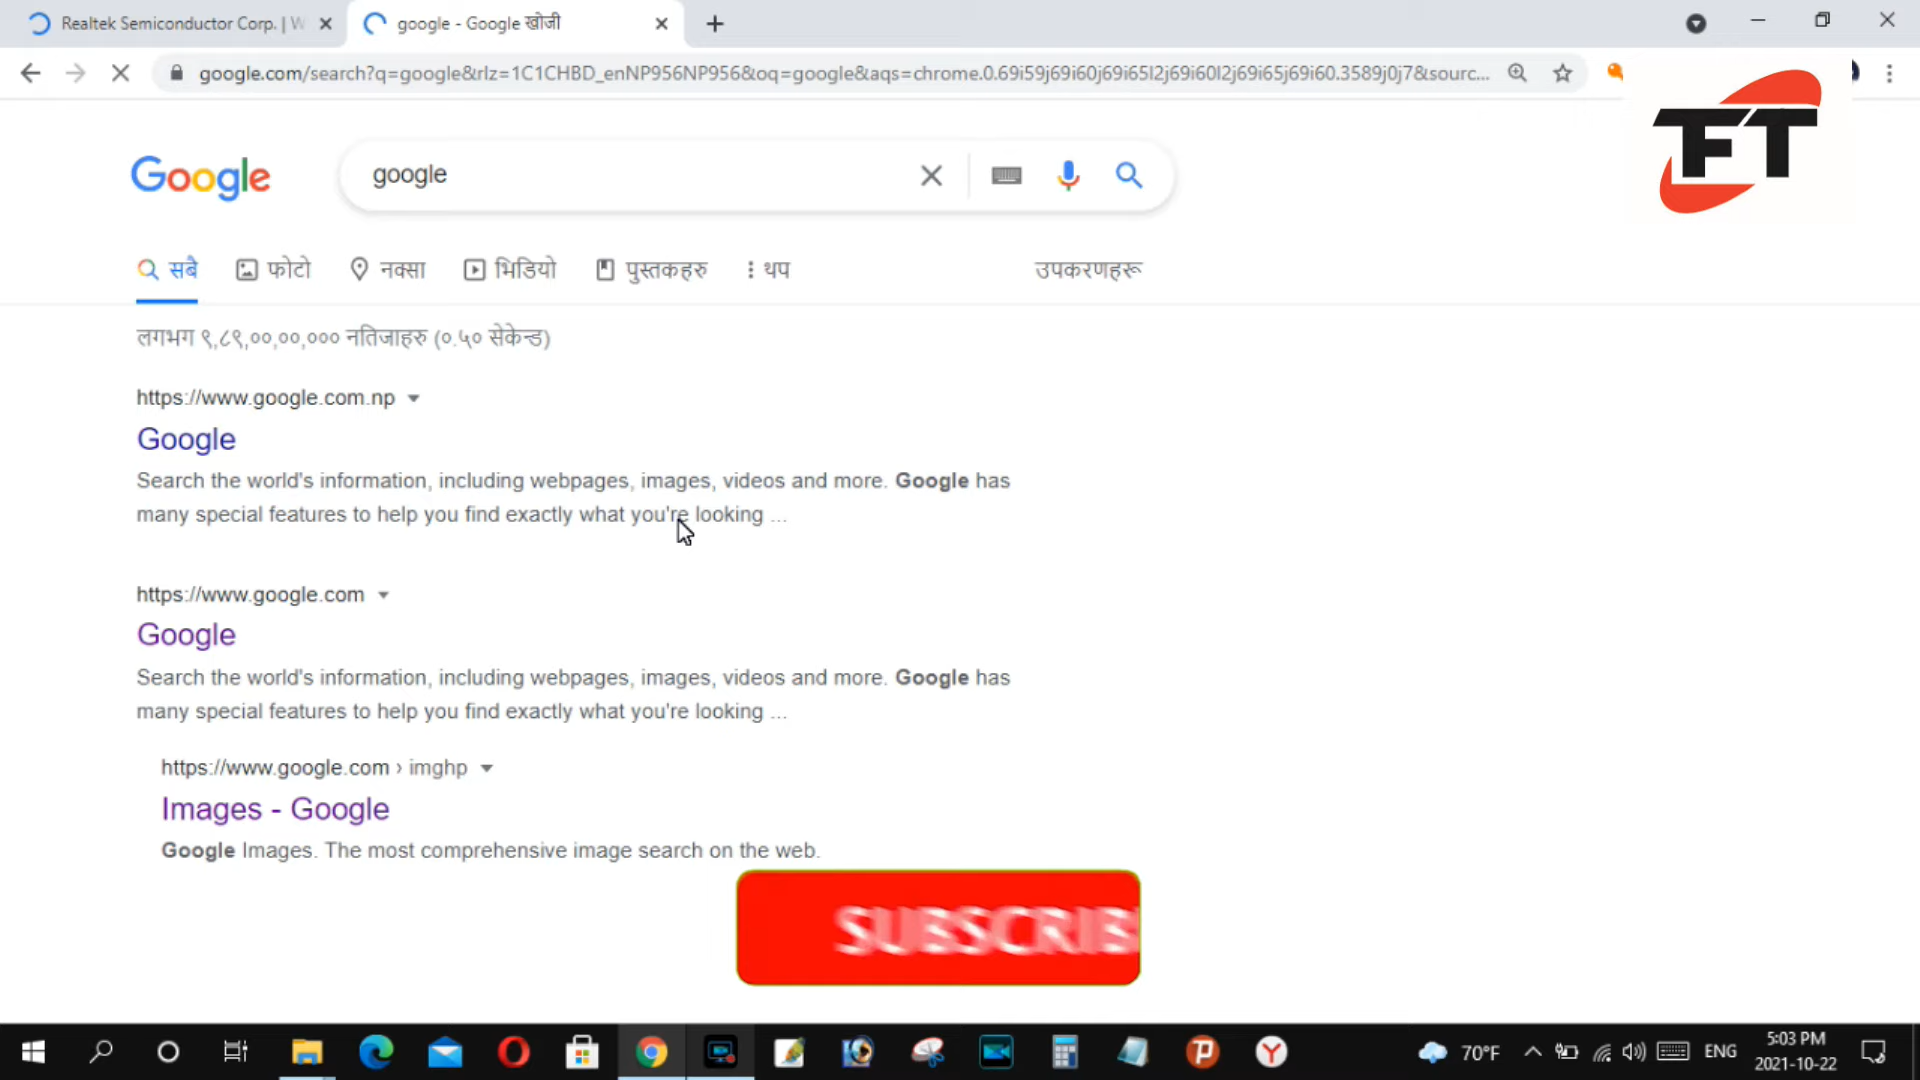 Realtek Semiconductor Corp. | W
google - Google खोजी
google.com/search?q=google&rlz=1C1CHBD_enNP956NP956&oq=google&aqs=chrome.0.69i59j69i60j69i65l2j69i60l2j69i65j69i60.3589j0j7&sourc...
FT
Google
google
सबै फोटो नक्सा भिडियो पुस्तकहरु थप उपकरणहरू
लगभग ९,८९,००,००,००० नतिजाहरु (०.५० सेकेन्ड)
https://www.google.com.np
Google
Search the world's information, including webpages, images, videos and more. Google has
many special features to help you find exactly what you're looking ...
https://www.google.com
Google
Search the world's information, including webpages, images, videos and more. Google has
many special features to help you find exactly what you're looking ...
https://www.google.com › imghp
Images - Google
Google Images. The most comprehensive image search on the web.
SUBSCRIB
70°F ENG 5:03 PM
2021-10-22